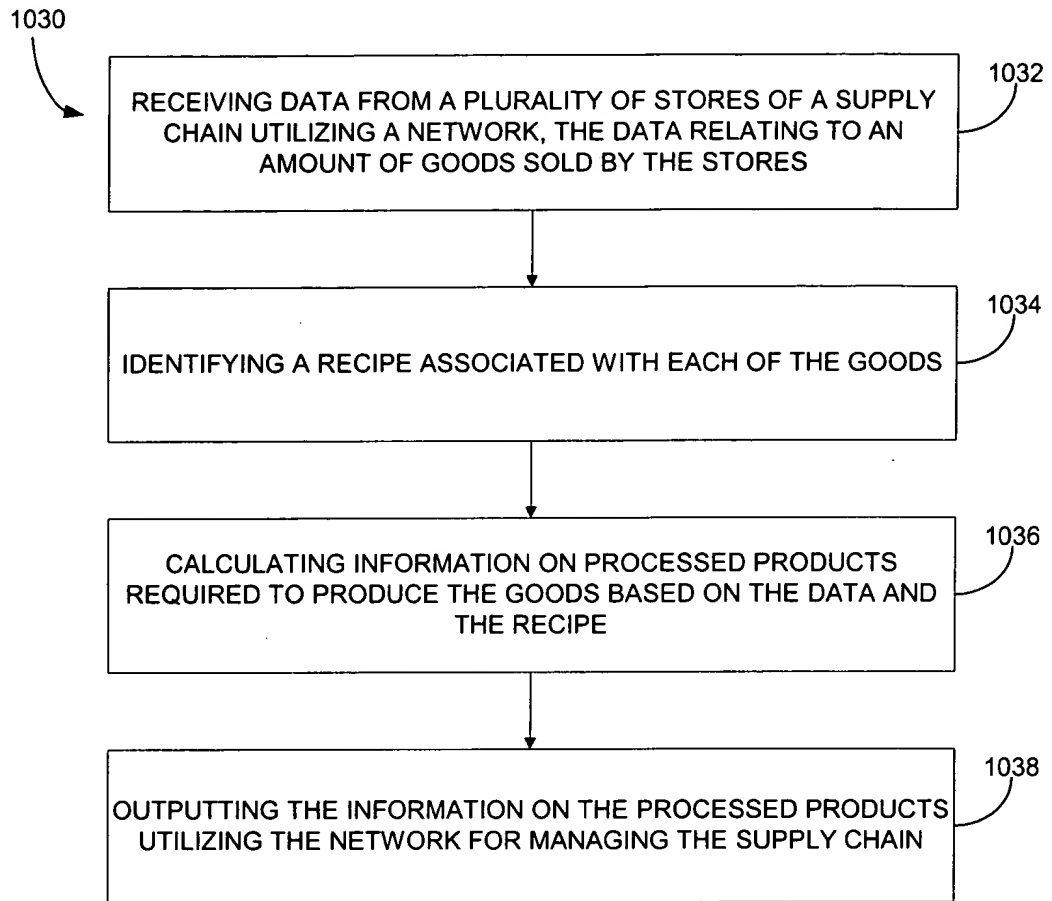 1030
1032
RECEIVING DATA FROM A PLURALITY OF STORES OF A SUPPLY
CHAIN UTILIZING A NETWORK, THE DATA RELATING TO AN
AMOUNT OF GOODS SOLD BY THE STORES
1034
IDENTIFYING A RECIPE ASSOCIATED WITH EACH OF THE GOODS
1036
CALCULATING INFORMATION ON PROCESSED PRODUCTS
REQUIRED TO PRODUCE THE GOODS BASED ON THE DATA AND
THE RECIPE
1038
OUTPUTTING THE INFORMATION ON THE PROCESSED PRODUCTS
UTILIZING THE NETWORK FOR MANAGING THE SUPPLY CHAIN